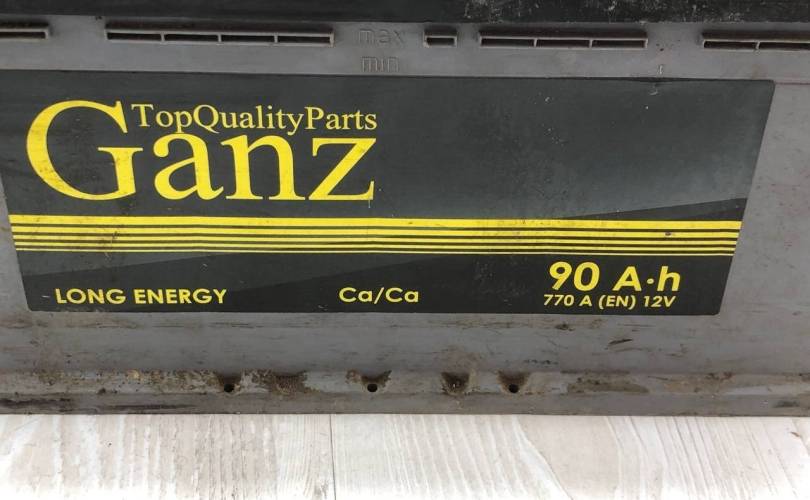 max
min
TopQualityParts
Ganz
LONG ENERGY
Ca/Ca
90 A·h
770 A (EN) 12V